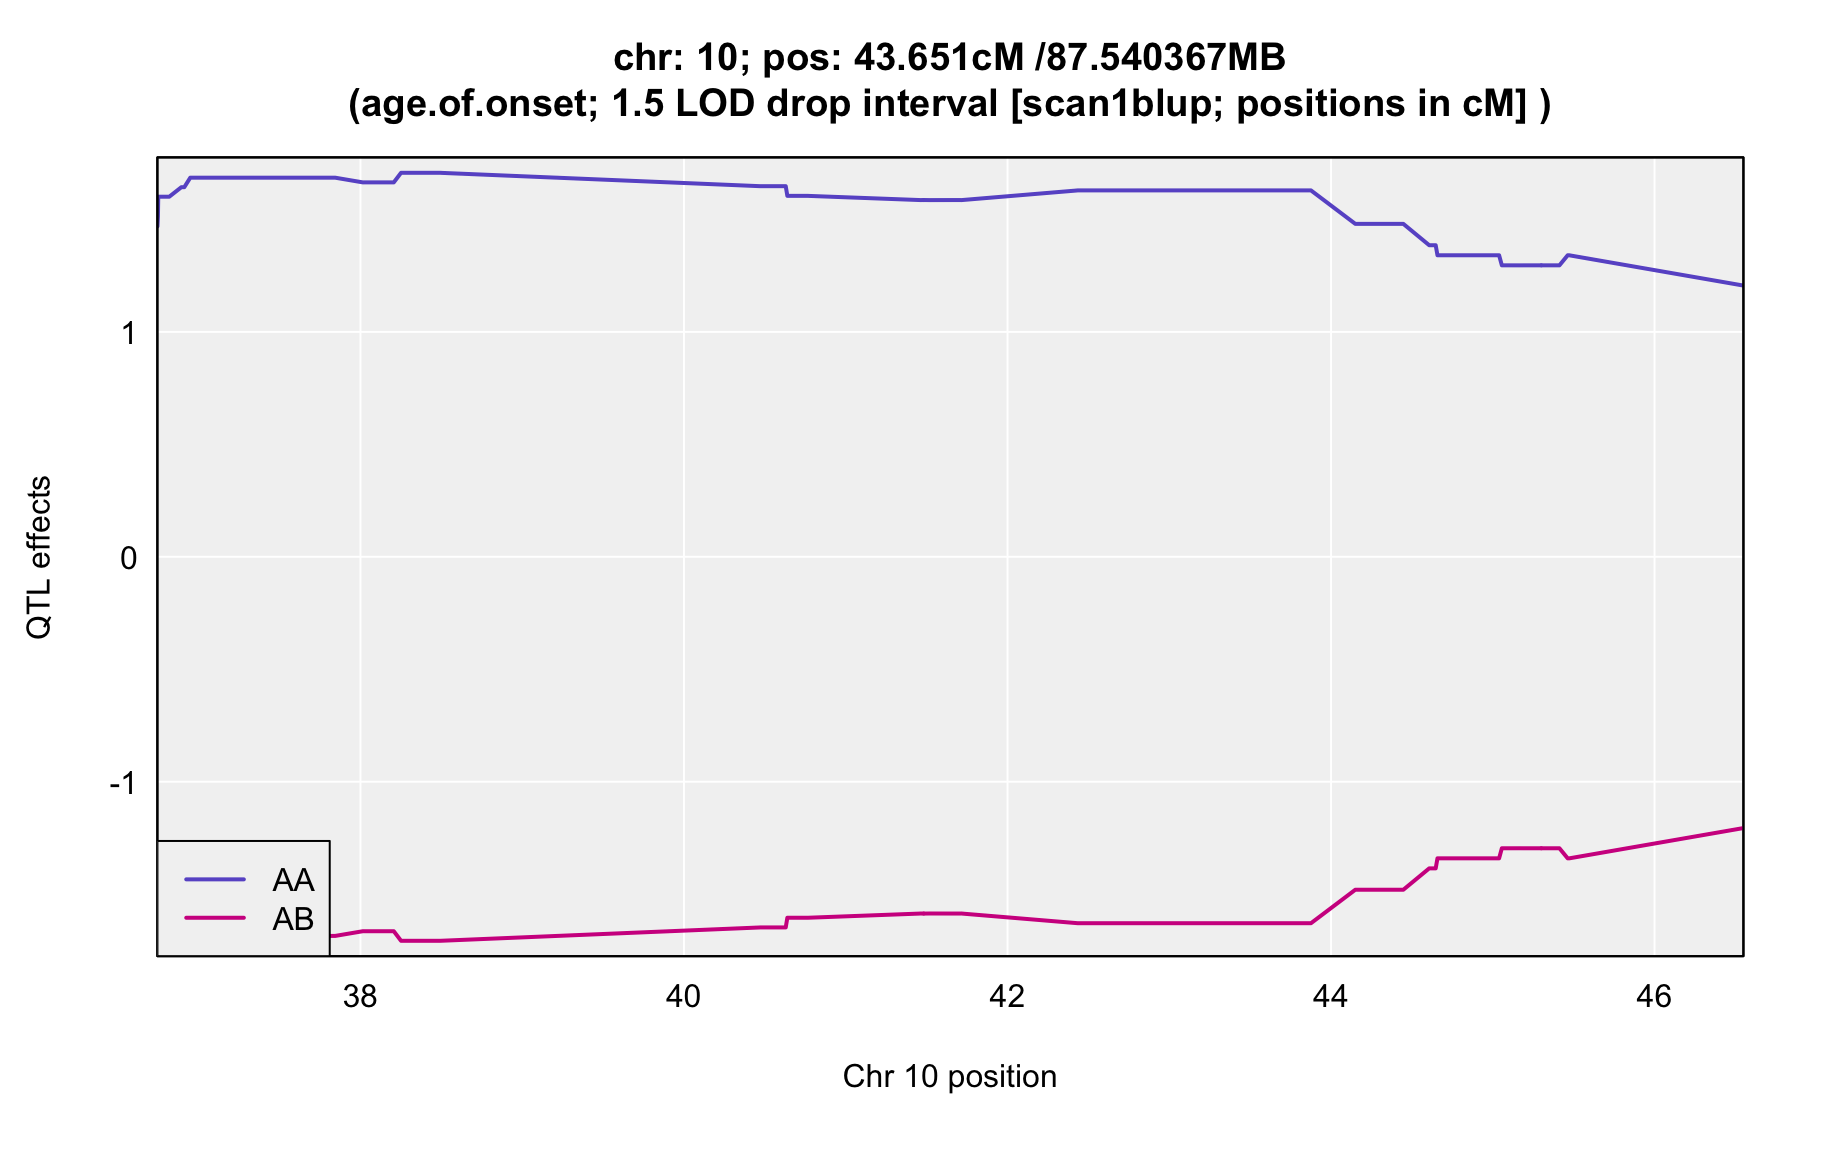 chr: 10; pos: 43.651cM /87.540367MB
(age.of.onset; 1.5 LOD drop interval [scan1blup; positions in cM] )
QTL effects
1
0
-1
AA
AB
38
40
42
44
46
Chr 10 position